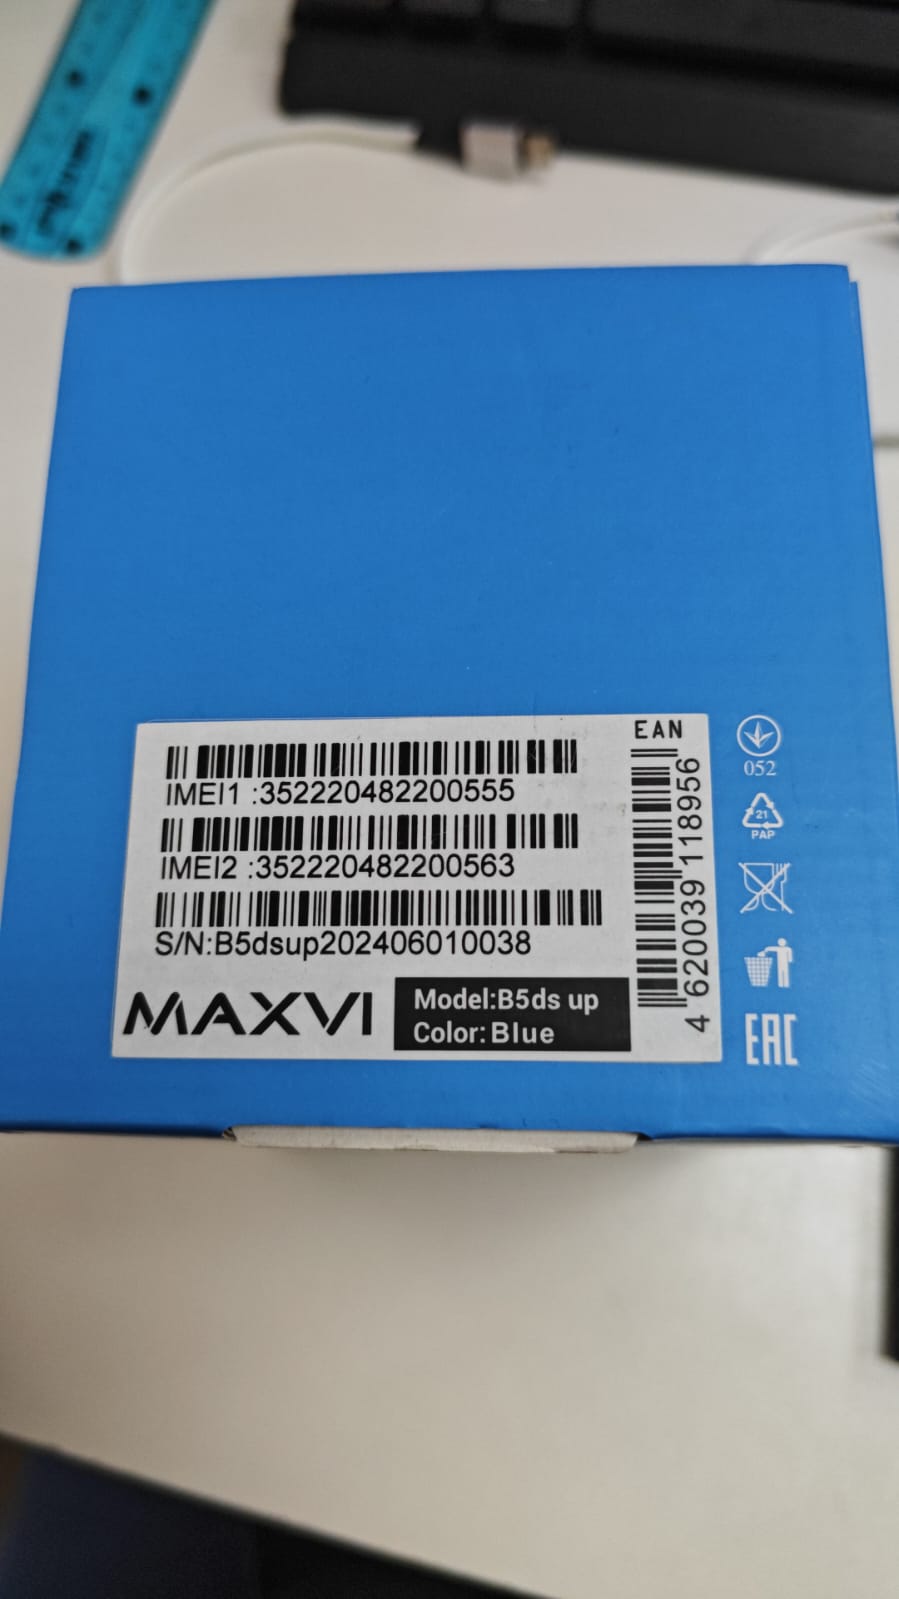 EAN
IMEI1 :352220482200555
IMEI2 :352220482200563
S/N:B5dsup202406010038
MAXVI
Model:B5ds up
Color:Blue
4 620039 118956
052
21
PAP
EAC